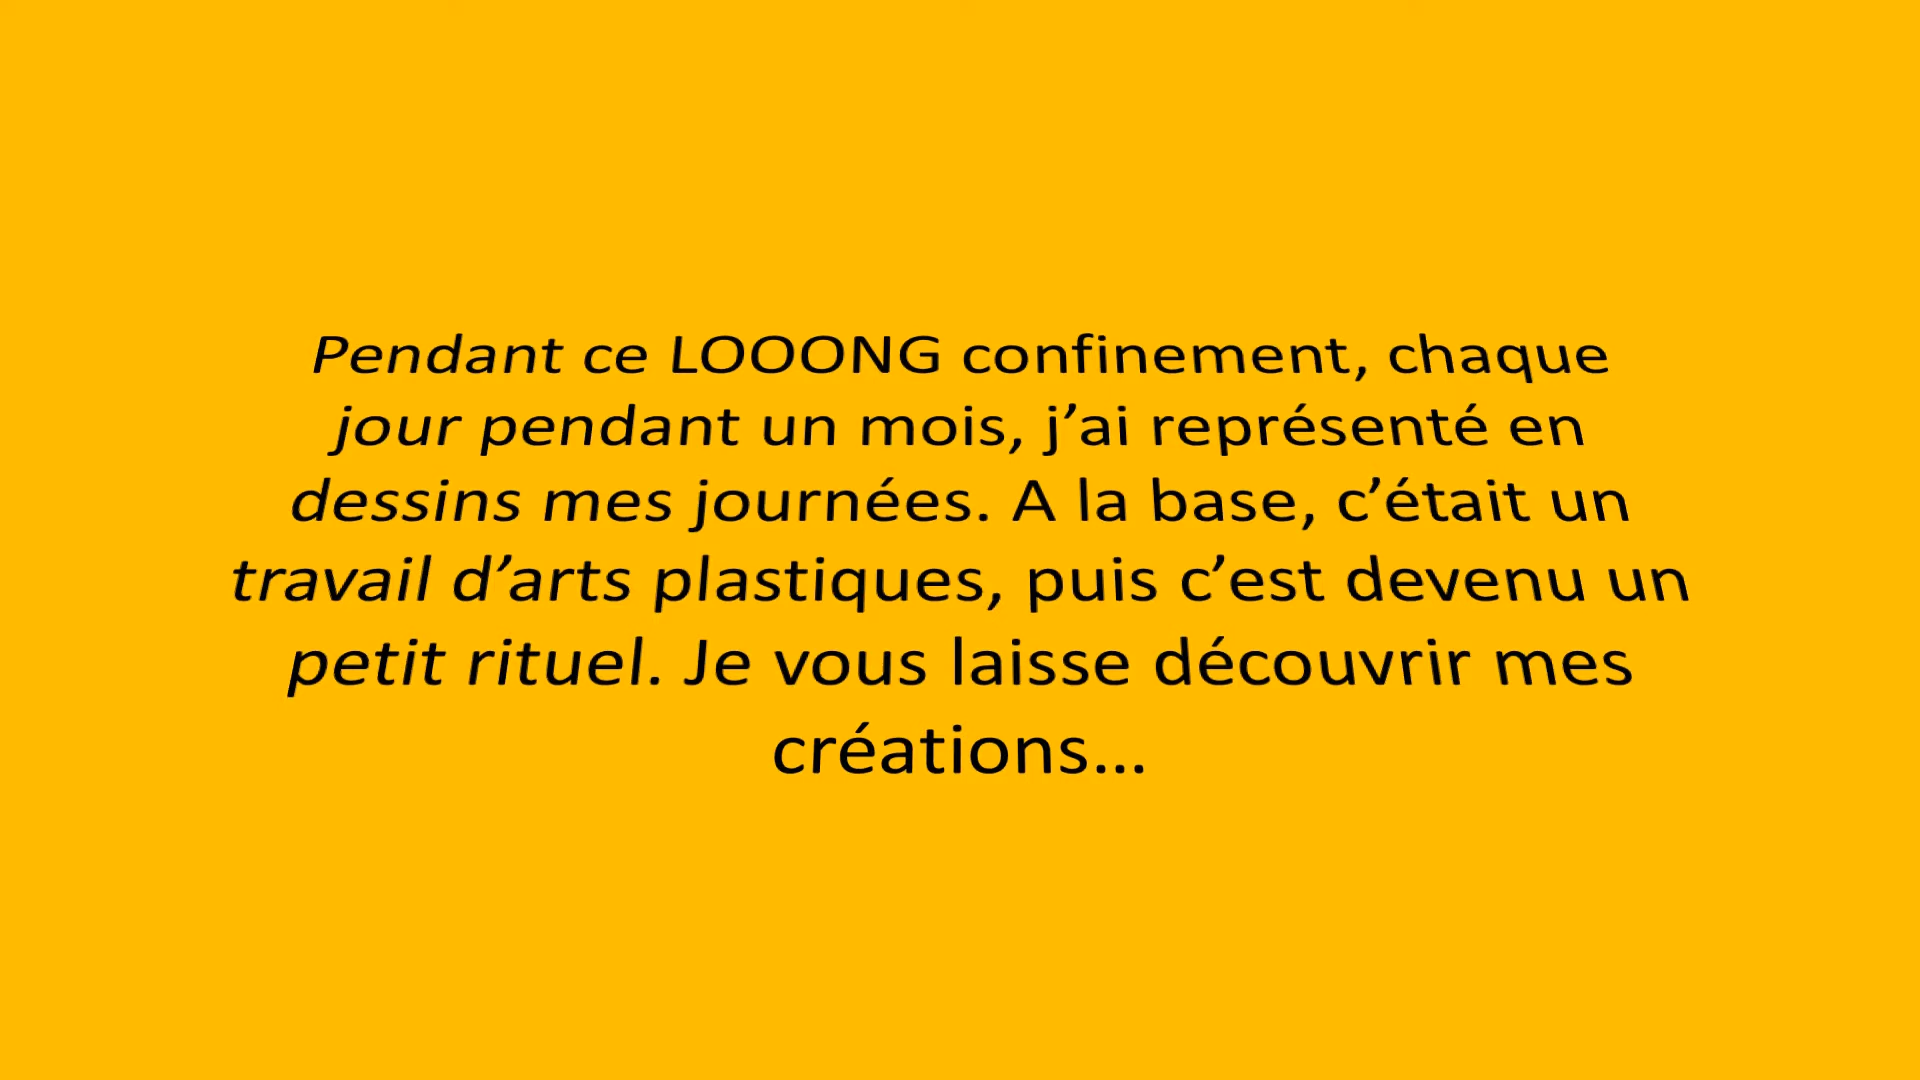 Pendant ce LOOONG confinement, chaque
jour pendant un mois, j’ai représenté en
dessins mes journées. A la base, c’était un
travail d’arts plastiques, puis c’est devenu un
petit rituel. Je vous laisse découvrir mes
créations…